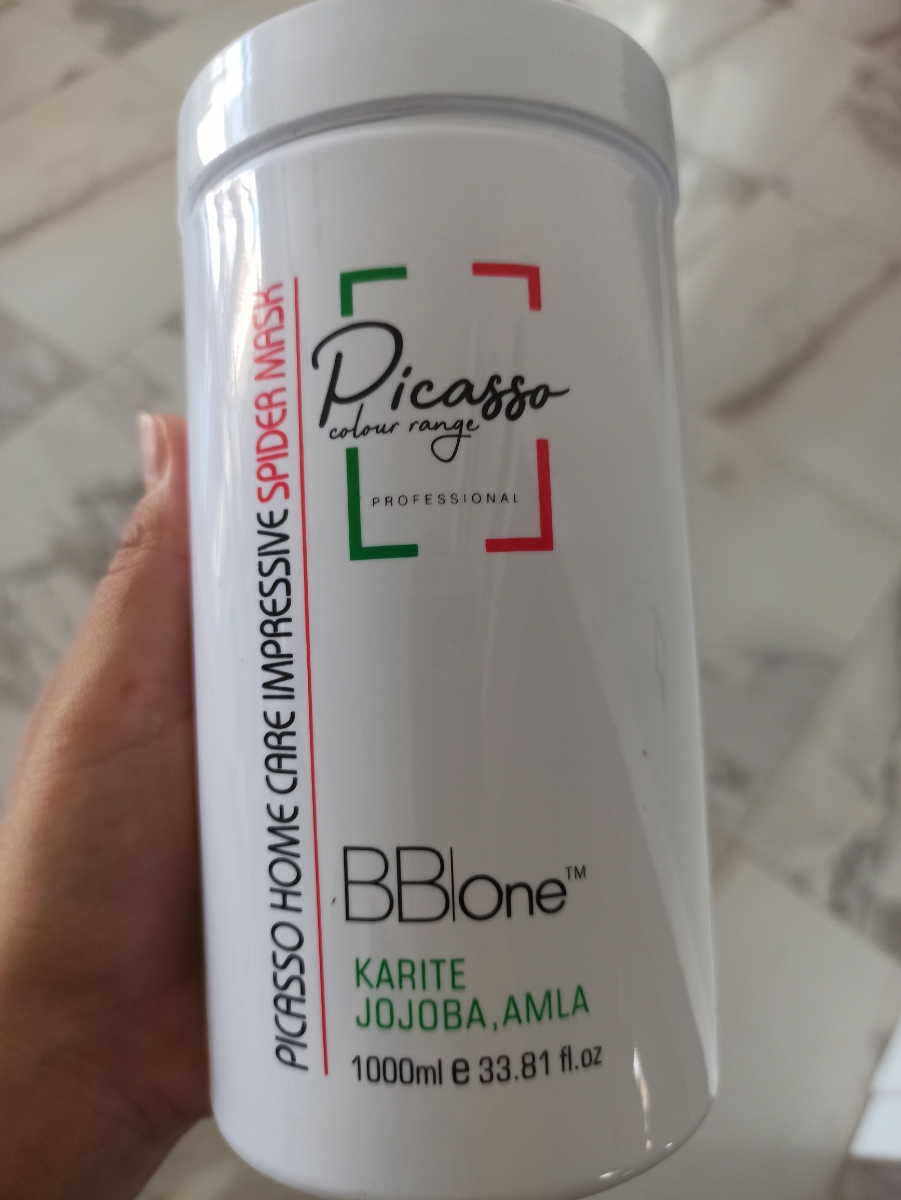 Picasso
colour range
PROFESSIONAL
PICASSO HOME CARE IMPRESSIVE SPIDER MASK
BB|One™
KARITE
JOJOBA,AMLA
1000ml e 33.81 fl.oz